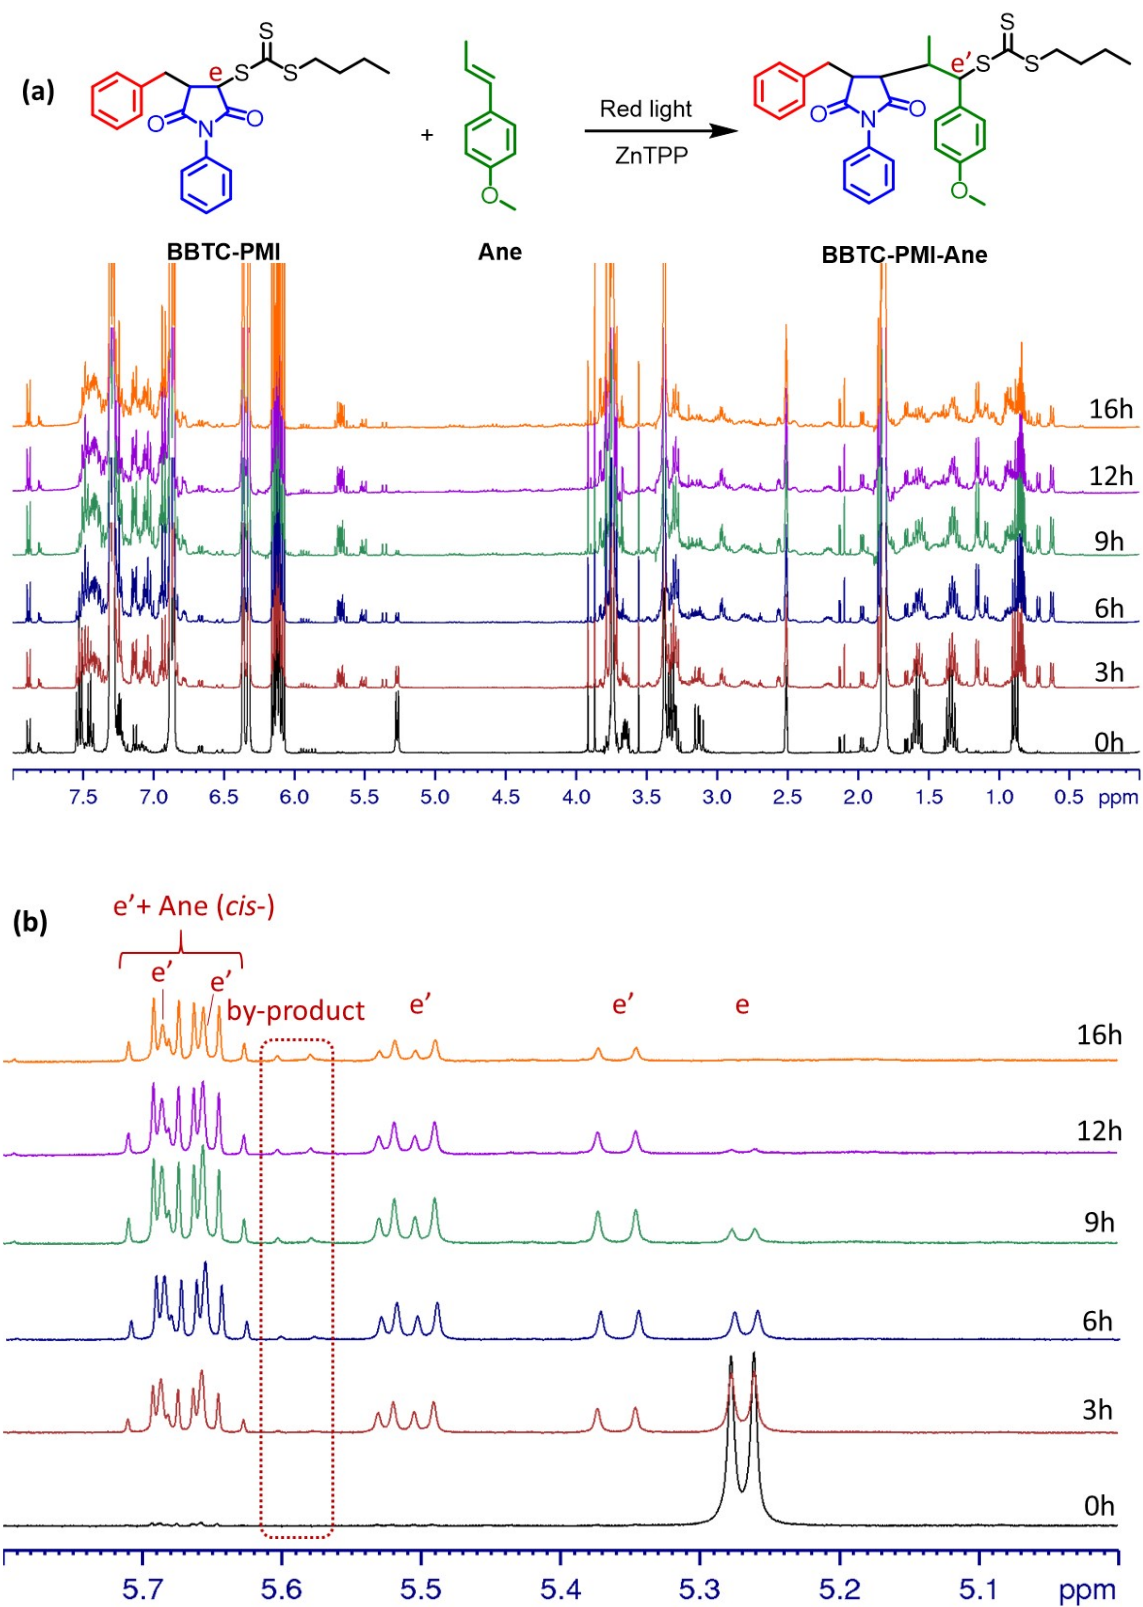 (a)
e
S
S
S
O
O
N
+
O
Red light
ZnTPP
e'
S
S
S
O
O
N
O
BBTC-PMI
Ane
BBTC-PMI-Ane
16h
12h
9h
6h
3h
0h
7.5 7.0 6.5 6.0 5.5 5.0 4.5 4.0 3.5 3.0 2.5 2.0 1.5 1.0 0.5 ppm
(b)
e'+ Ane (cis-)
e'
e'
by-product
e'
e'
e
16h
12h
9h
6h
3h
0h
5.7 5.6 5.5 5.4 5.3 5.2 5.1 ppm